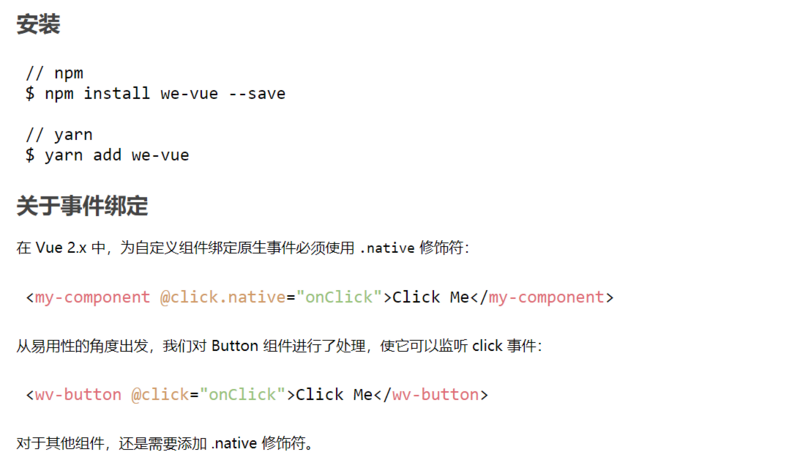 安装
// npm
$ npm install we-vue --save
// yarn
$ yarn add we-vue
关于事件绑定
在 Vue 2.x 中，为自定义组件绑定原生事件必须使用 .native 修饰符：
<my-component @click.native="onClick">Click Me</my-component>
从易用性的角度出发，我们对 Button 组件进行了处理，使它可以监听 click 事件：
<wv-button @click="onClick">Click Me</wv-button>
对于其他组件，还是需要添加 .native 修饰符。